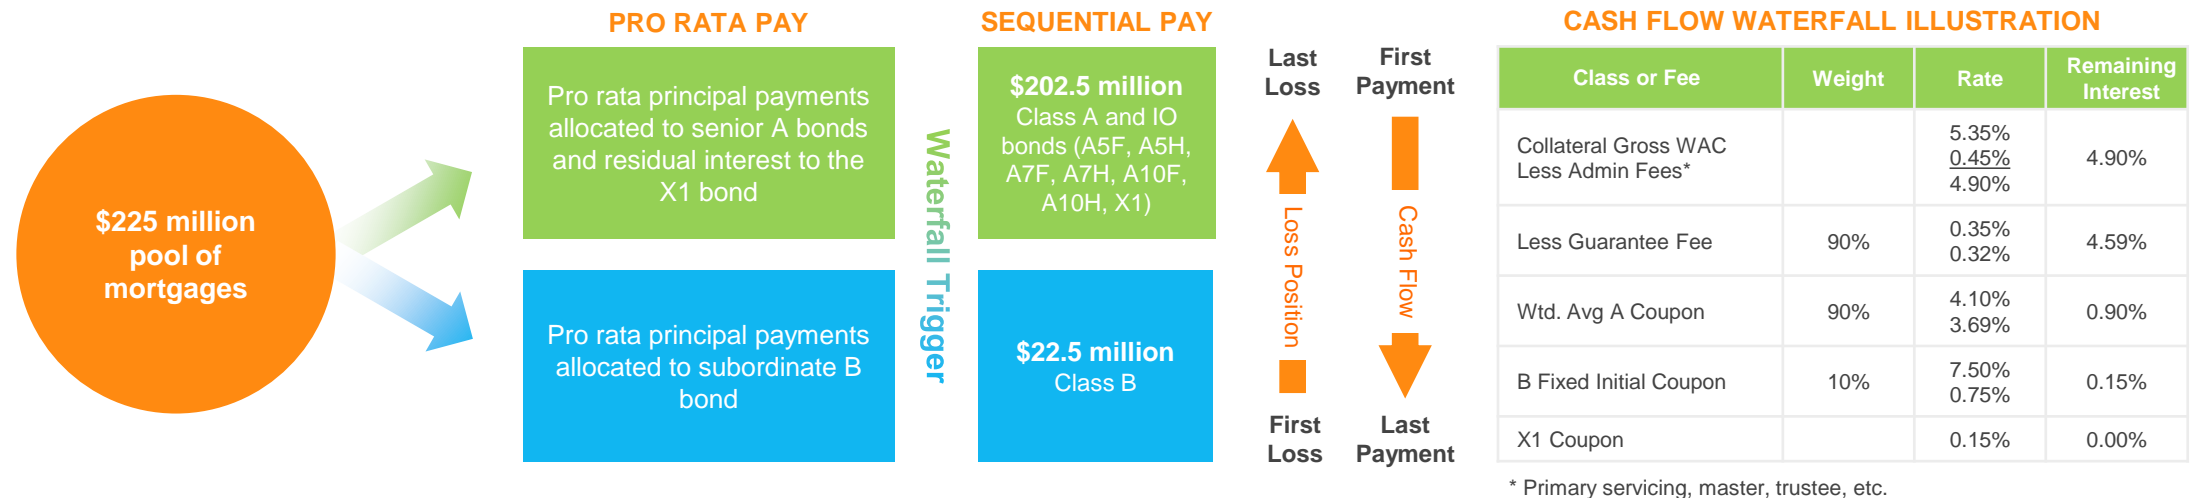 $225 million
pool of
mortgages
PRO RATA PAY
Pro rata principal payments
allocated to senior A bonds
and residual interest to the
X1 bond
Pro rata principal payments
allocated to subordinate B
bond
Waterfall Trigger
SEQUENTIAL PAY
$202.5 million
Class A and IO
bonds (A5F, A5H,
A7F, A7H, A10F,
A10H, X1)
$22.5 million
Class B
Last
Loss
Loss Position
First
Loss
First
Payment
Cash Flow
Last
Payment
CASH FLOW WATERFALL ILLUSTRATION
Class or Fee Weight Rate Remaining
Interest
Collateral Gross WAC 5.35%
Less Admin Fees* 0.45% 4.90%
4.90%
Less Guarantee Fee 90% 0.35% 4.59%
0.32%
Wtd. Avg A Coupon 90% 4.10% 0.90%
3.69%
B Fixed Initial Coupon 10% 7.50% 0.15%
0.75%
X1 Coupon 0.15% 0.00%
* Primary servicing, master, trustee, etc.